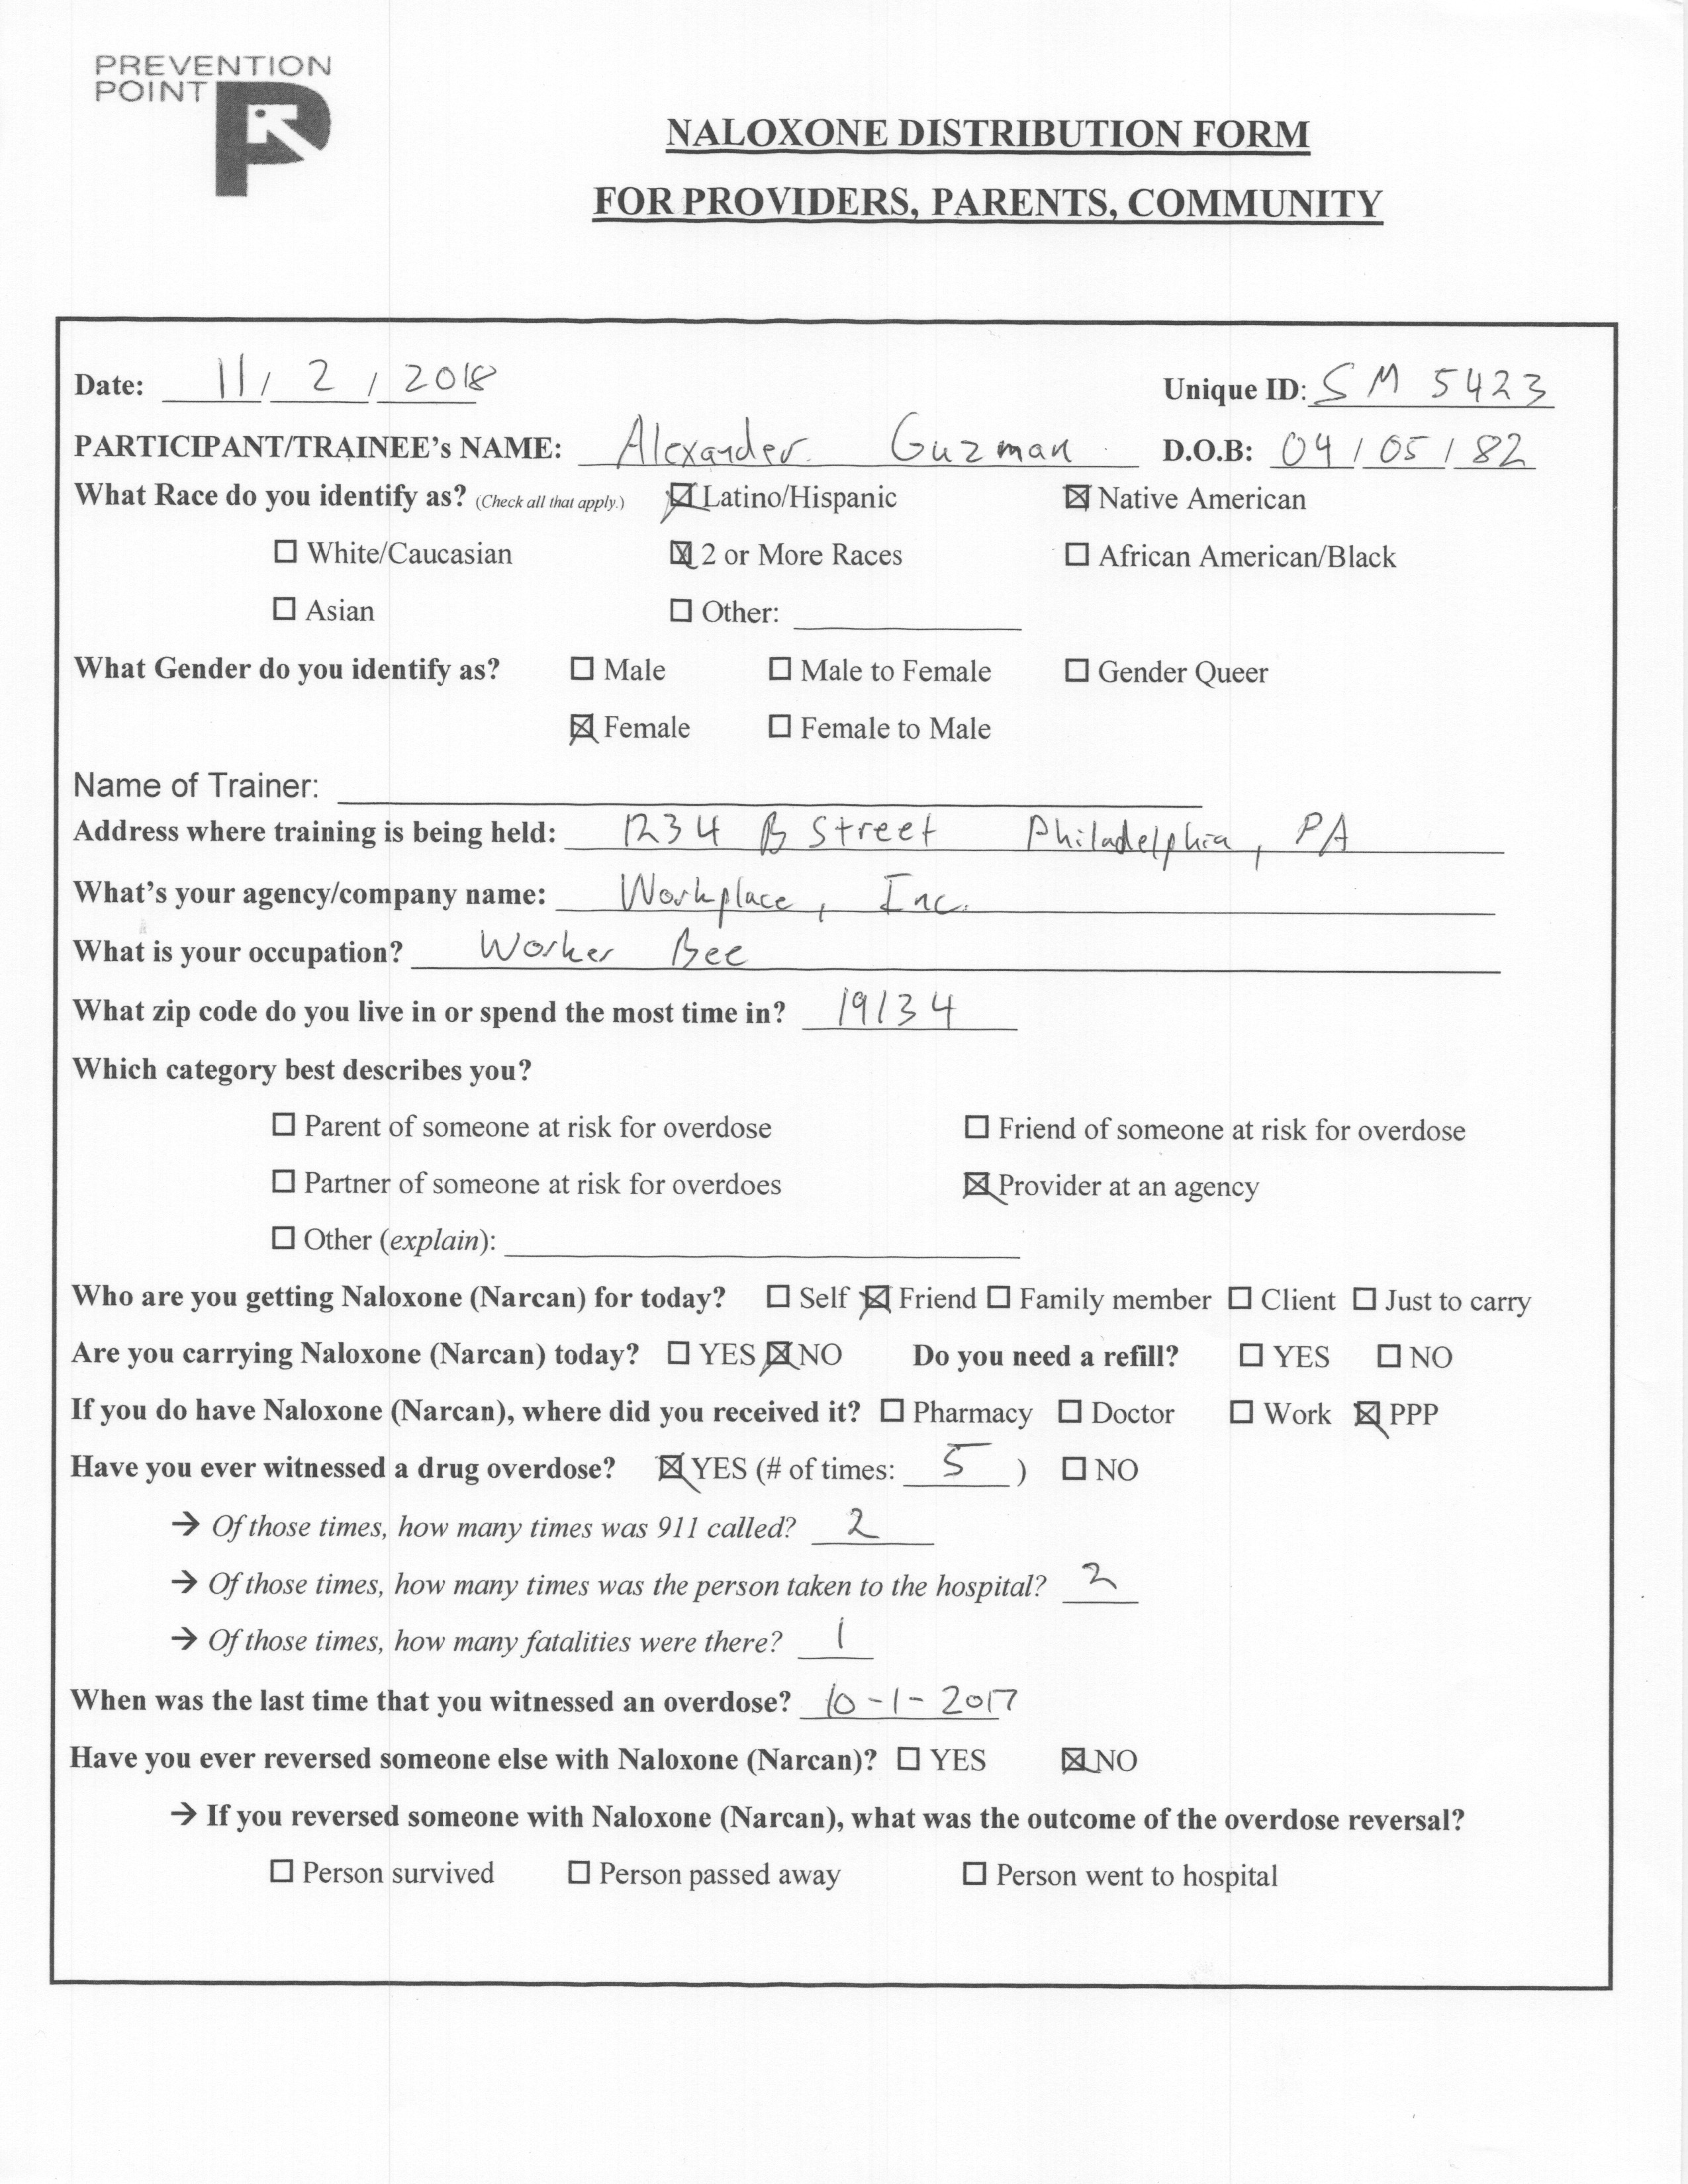 PREVENTION
POINT
NALOXONE DISTRIBUTION FORM
FOR PROVIDERS, PARENTS, COMMUNITY
Date: 11 / 2 / 2018 Unique ID: SM 5423
PARTICIPANT/TRAINEE's NAME: Alexander Guzman D.O.B: 04 / 05 / 82
What Race do you identify as? (Check all that apply.) ☒ Latino/Hispanic ☒ Native American
☐ White/Caucasian ☒ 2 or More Races ☐ African American/Black
☐ Asian ☐ Other: ____
What Gender do you identify as? ☐ Male ☐ Male to Female ☐ Gender Queer
☒ Female ☐ Female to Male
Name of Trainer: ____
Address where training is being held: 1234 B Street Philadelphia, PA
What's your agency/company name: Workplace, Inc.
What is your occupation? Worker Bee
What zip code do you live in or spend the most time in? 19134
Which category best describes you?
☐ Parent of someone at risk for overdose ☐ Friend of someone at risk for overdose
☐ Partner of someone at risk for overdoes ☒ Provider at an agency
☐ Other (explain): ____
Who are you getting Naloxone (Narcan) for today? ☐ Self ☒ Friend ☐ Family member ☐ Client ☐ Just to carry
Are you carrying Naloxone (Narcan) today? ☐ YES ☒ NO Do you need a refill? ☐ YES ☐ NO
If you do have Naloxone (Narcan), where did you received it? ☐ Pharmacy ☐ Doctor ☐ Work ☒ PPP
Have you ever witnessed a drug overdose? ☒ YES (# of times: 5 ) ☐ NO
→ Of those times, how many times was 911 called? 2
→ Of those times, how many times was the person taken to the hospital? 2
→ Of those times, how many fatalities were there? 1
When was the last time that you witnessed an overdose? 10-1-2017
Have you ever reversed someone else with Naloxone (Narcan)? ☐ YES ☒ NO
→ If you reversed someone with Naloxone (Narcan), what was the outcome of the overdose reversal?
☐ Person survived ☐ Person passed away ☐ Person went to hospital